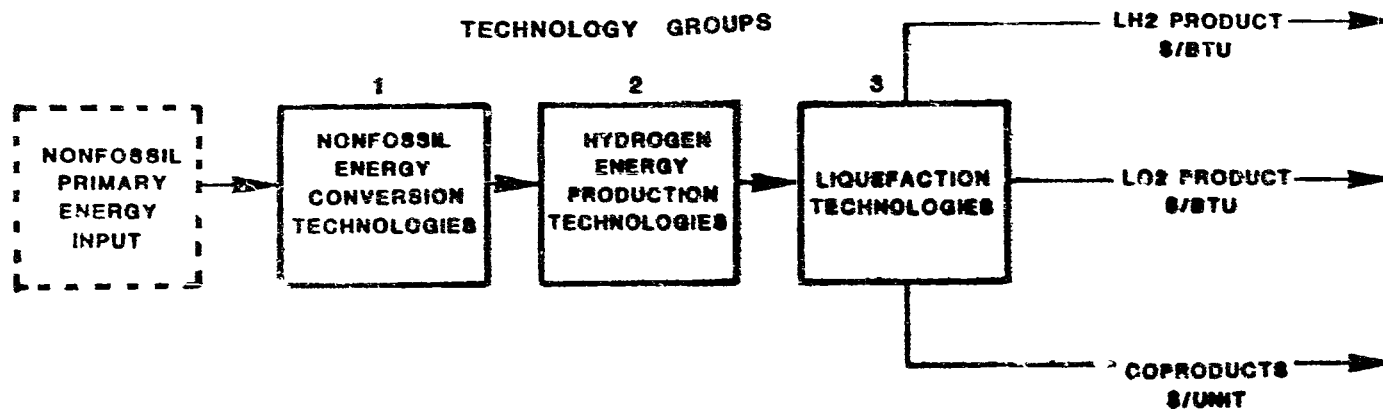 TECHNOLOGY GROUPS
LH2 PRODUCT
$/BTU
1
2
3
NONFOSSIL
PRIMARY
ENERGY
INPUT
NONFOSSIL
ENERGY
CONVERSION
TECHNOLOGIES
HYDROGEN
ENERGY
PRODUCTION
TECHNOLOGIES
LIQUEFACTION
TECHNOLOGIES
LO2 PRODUCT
$/BTU
COPRODUCTS
$/UNIT